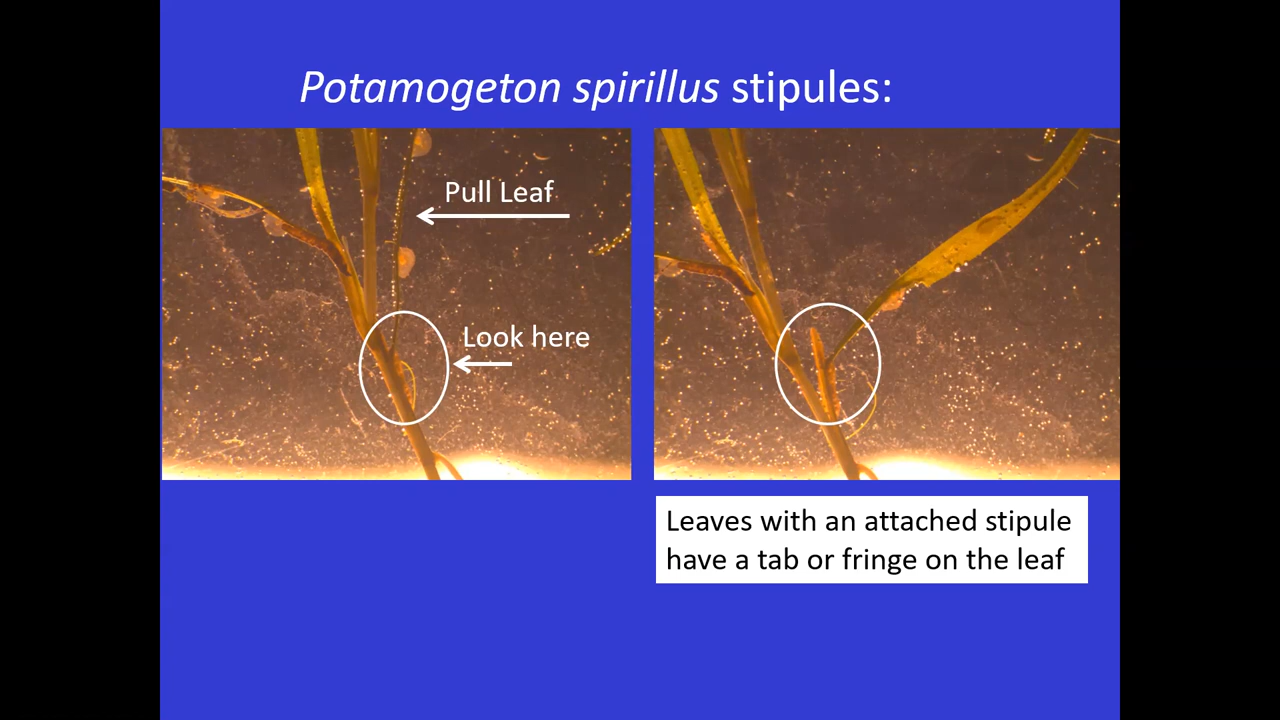 Potamogeton spirillus stipules:
Pull Leaf
Look here
Leaves with an attached stipule
have a tab or fringe on the leaf